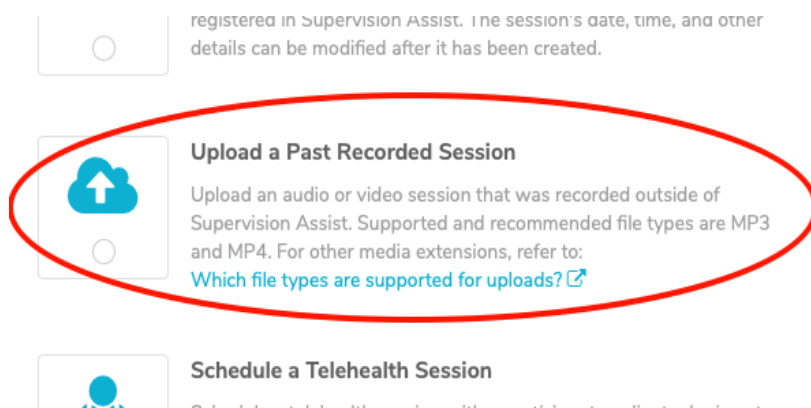 registered in Supervision Assist. The session's date, time, and other
details can be modified after it has been created.
Upload a Past Recorded Session
Upload an audio or video session that was recorded outside of
Supervision Assist. Supported and recommended file types are MP3
and MP4. For other media extensions, refer to:
Which file types are supported for uploads?
Schedule a Telehealth Session